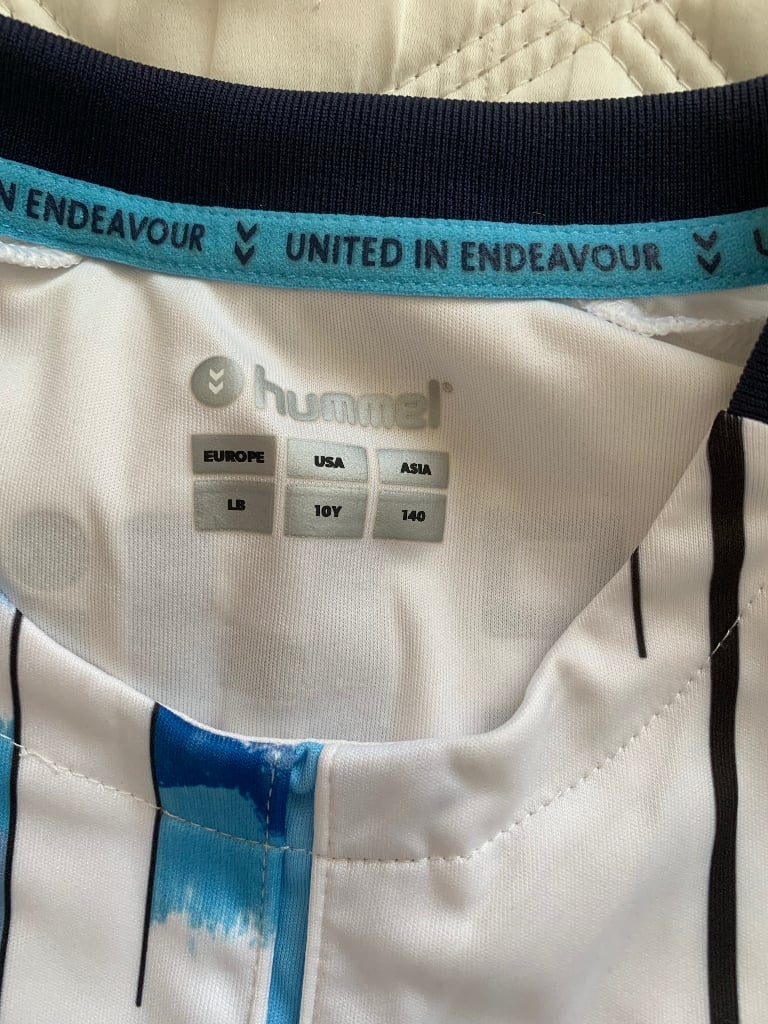 N ENDEAVOUR UNITED IN ENDEAVOUR
hummel®
EUROPE USA ASIA
LB 10Y 140